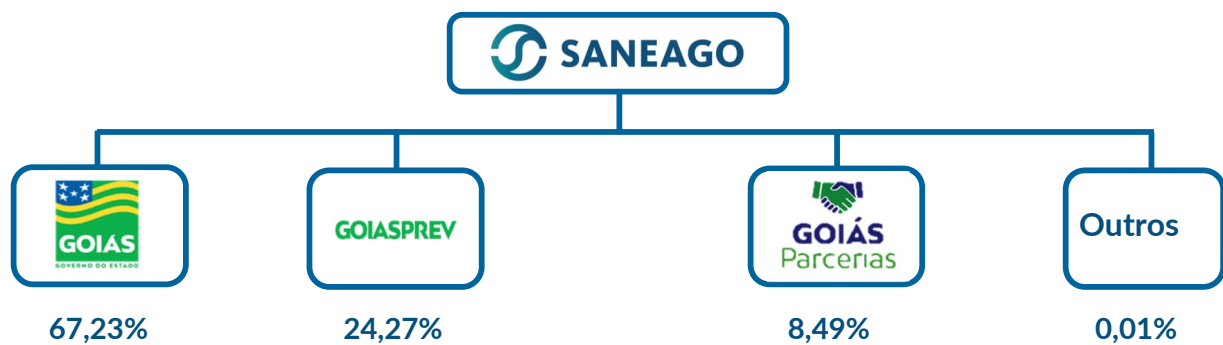 SANEAGO
GOIÁS
GOVERNO DO ESTADO
GOIASPREV
GOIÁS
Parcerias
Outros
67,23%
24,27%
8,49%
0,01%